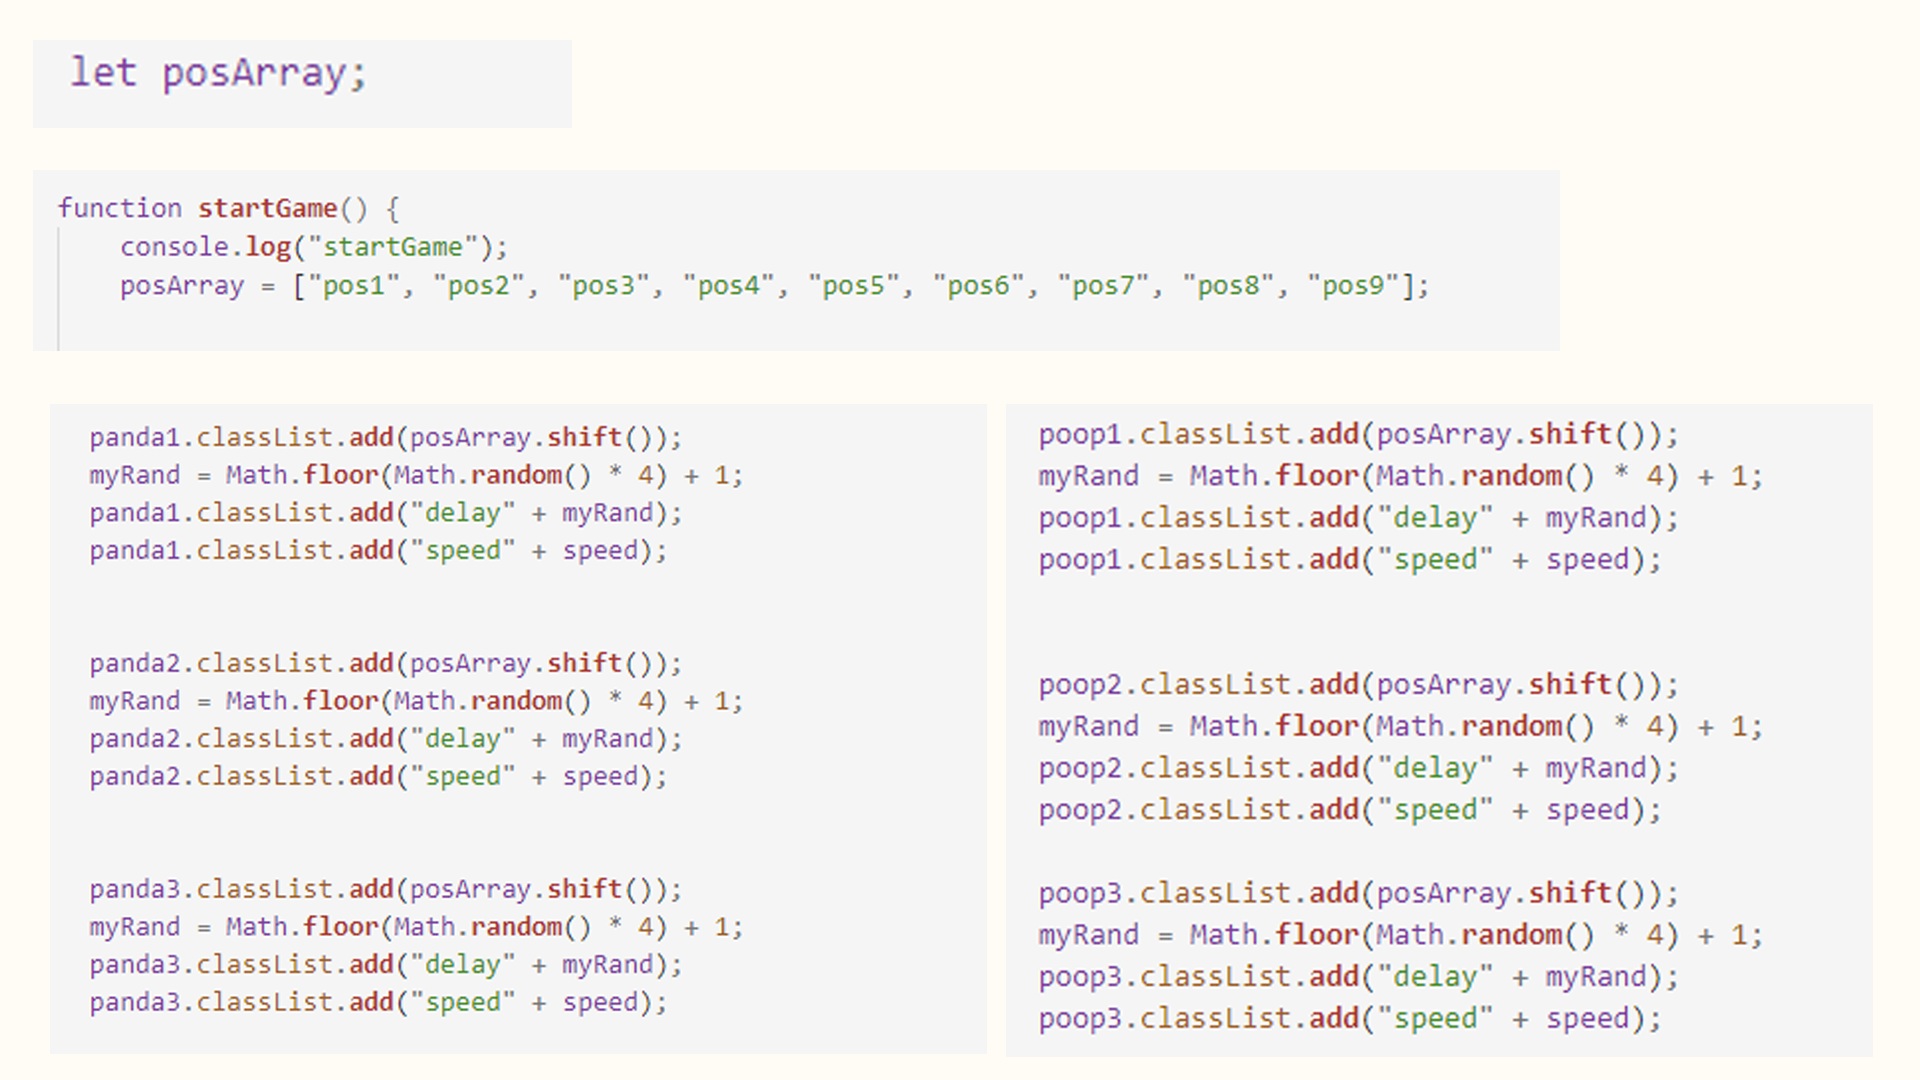 let posArray;
function startGame() {
console.log("startGame");
posArray = ["pos1", "pos2", "pos3", "pos4", "pos5", "pos6", "pos7", "pos8", "pos9"];
panda1.classList.add(posArray.shift());
myRand = Math.floor(Math.random() * 4) + 1;
panda1.classList.add("delay" + myRand);
panda1.classList.add("speed" + speed);
panda2.classList.add(posArray.shift());
myRand = Math.floor(Math.random() * 4) + 1;
panda2.classList.add("delay" + myRand);
panda2.classList.add("speed" + speed);
panda3.classList.add(posArray.shift());
myRand = Math.floor(Math.random() * 4) + 1;
panda3.classList.add("delay" + myRand);
panda3.classList.add("speed" + speed);
poop1.classList.add(posArray.shift());
myRand = Math.floor(Math.random() * 4) + 1;
poop1.classList.add("delay" + myRand);
poop1.classList.add("speed" + speed);
poop2.classList.add(posArray.shift());
myRand = Math.floor(Math.random() * 4) + 1;
poop2.classList.add("delay" + myRand);
poop2.classList.add("speed" + speed);
poop3.classList.add(posArray.shift());
myRand = Math.floor(Math.random() * 4) + 1;
poop3.classList.add("delay" + myRand);
poop3.classList.add("speed" + speed);